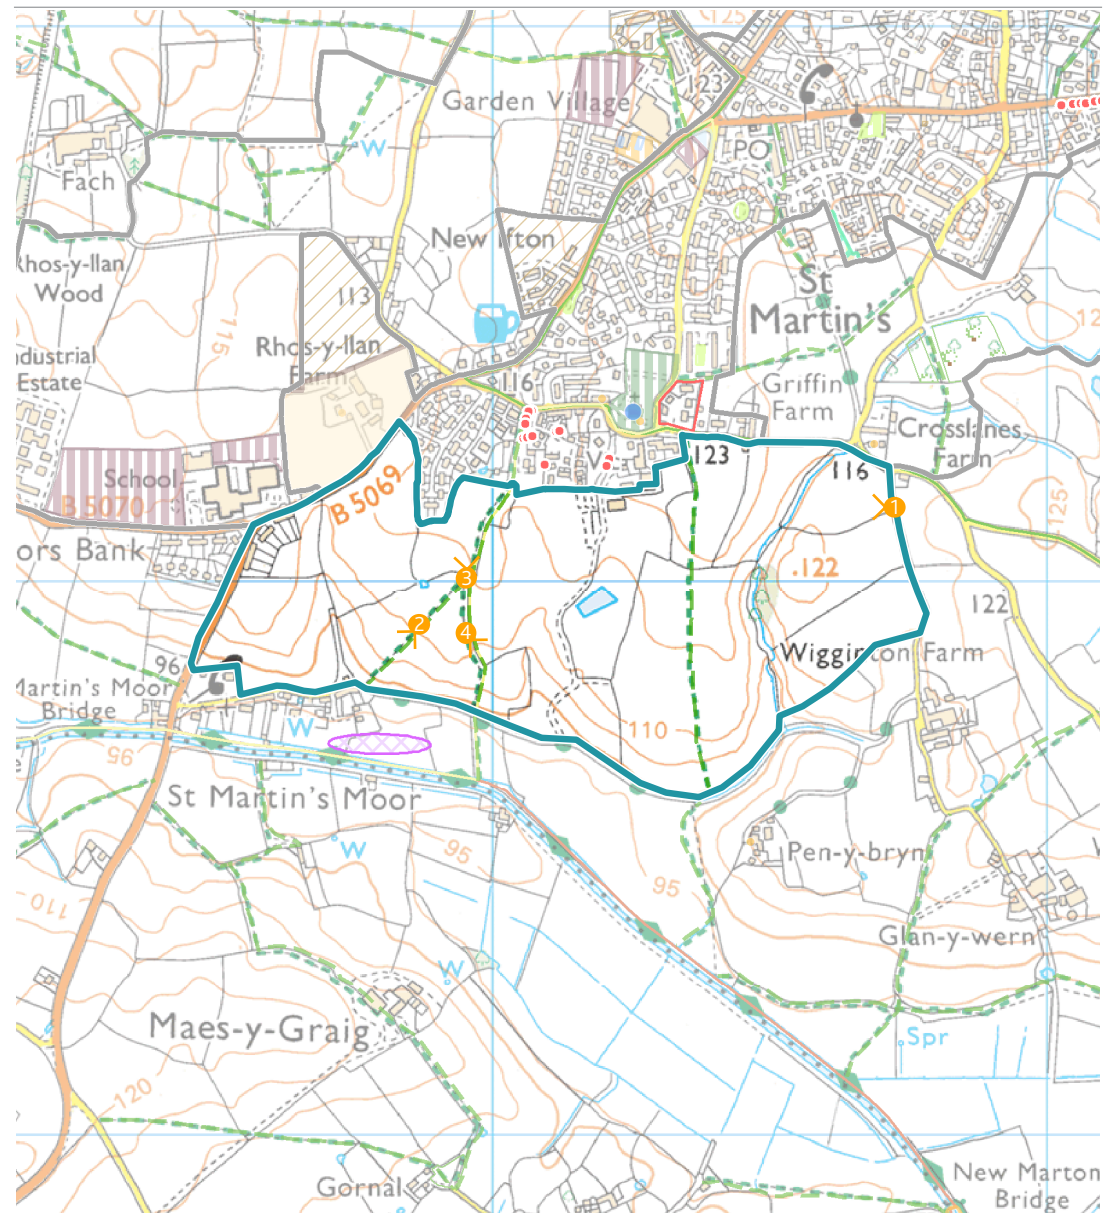 125
123
Garden Village
PO
W
Fach
New Ifton
Rhos-y-llan
Wood
113
115
St
Martin's
Rhos-y-llan
Farm
116
Griffin
Farm
Industrial
Estate
Crosslanes
Farm
V
123
116
School
B 5070
B 5069
125
1
ors Bank
3
.122
122
2
4
96
Wigginton Farm
Martin's Moor
Bridge
W
110
95
St Martin's Moor
W
95
Pen-y-bryn
95
110
Glan-y-wern
W
Maes-y-Graig
Spr
120
Gornal
New Marton
Bridge